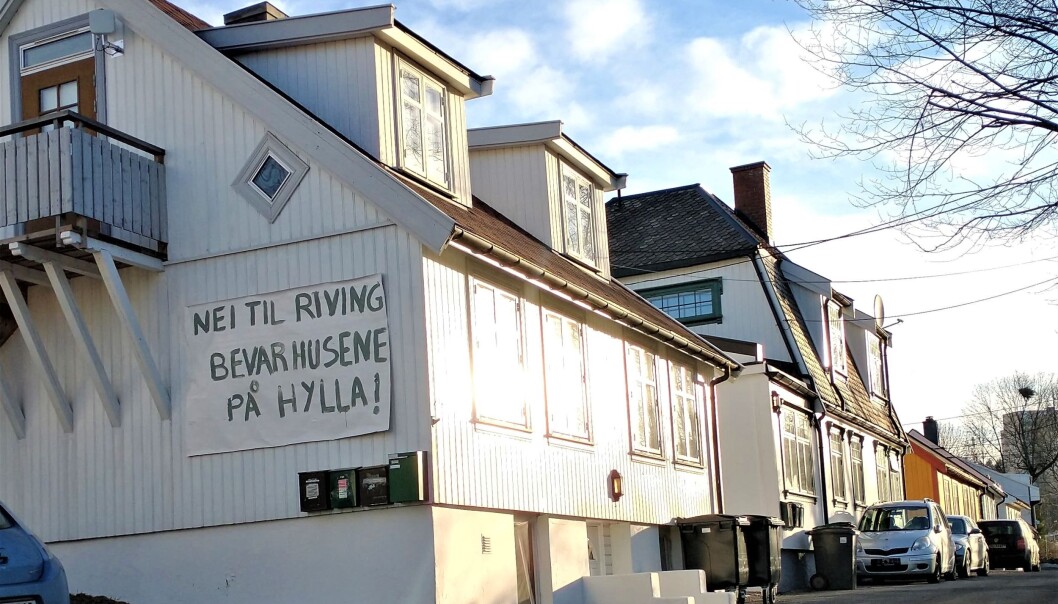 NEI TIL RIVING
BEVAR HUSENE
PÅ HYLLA!